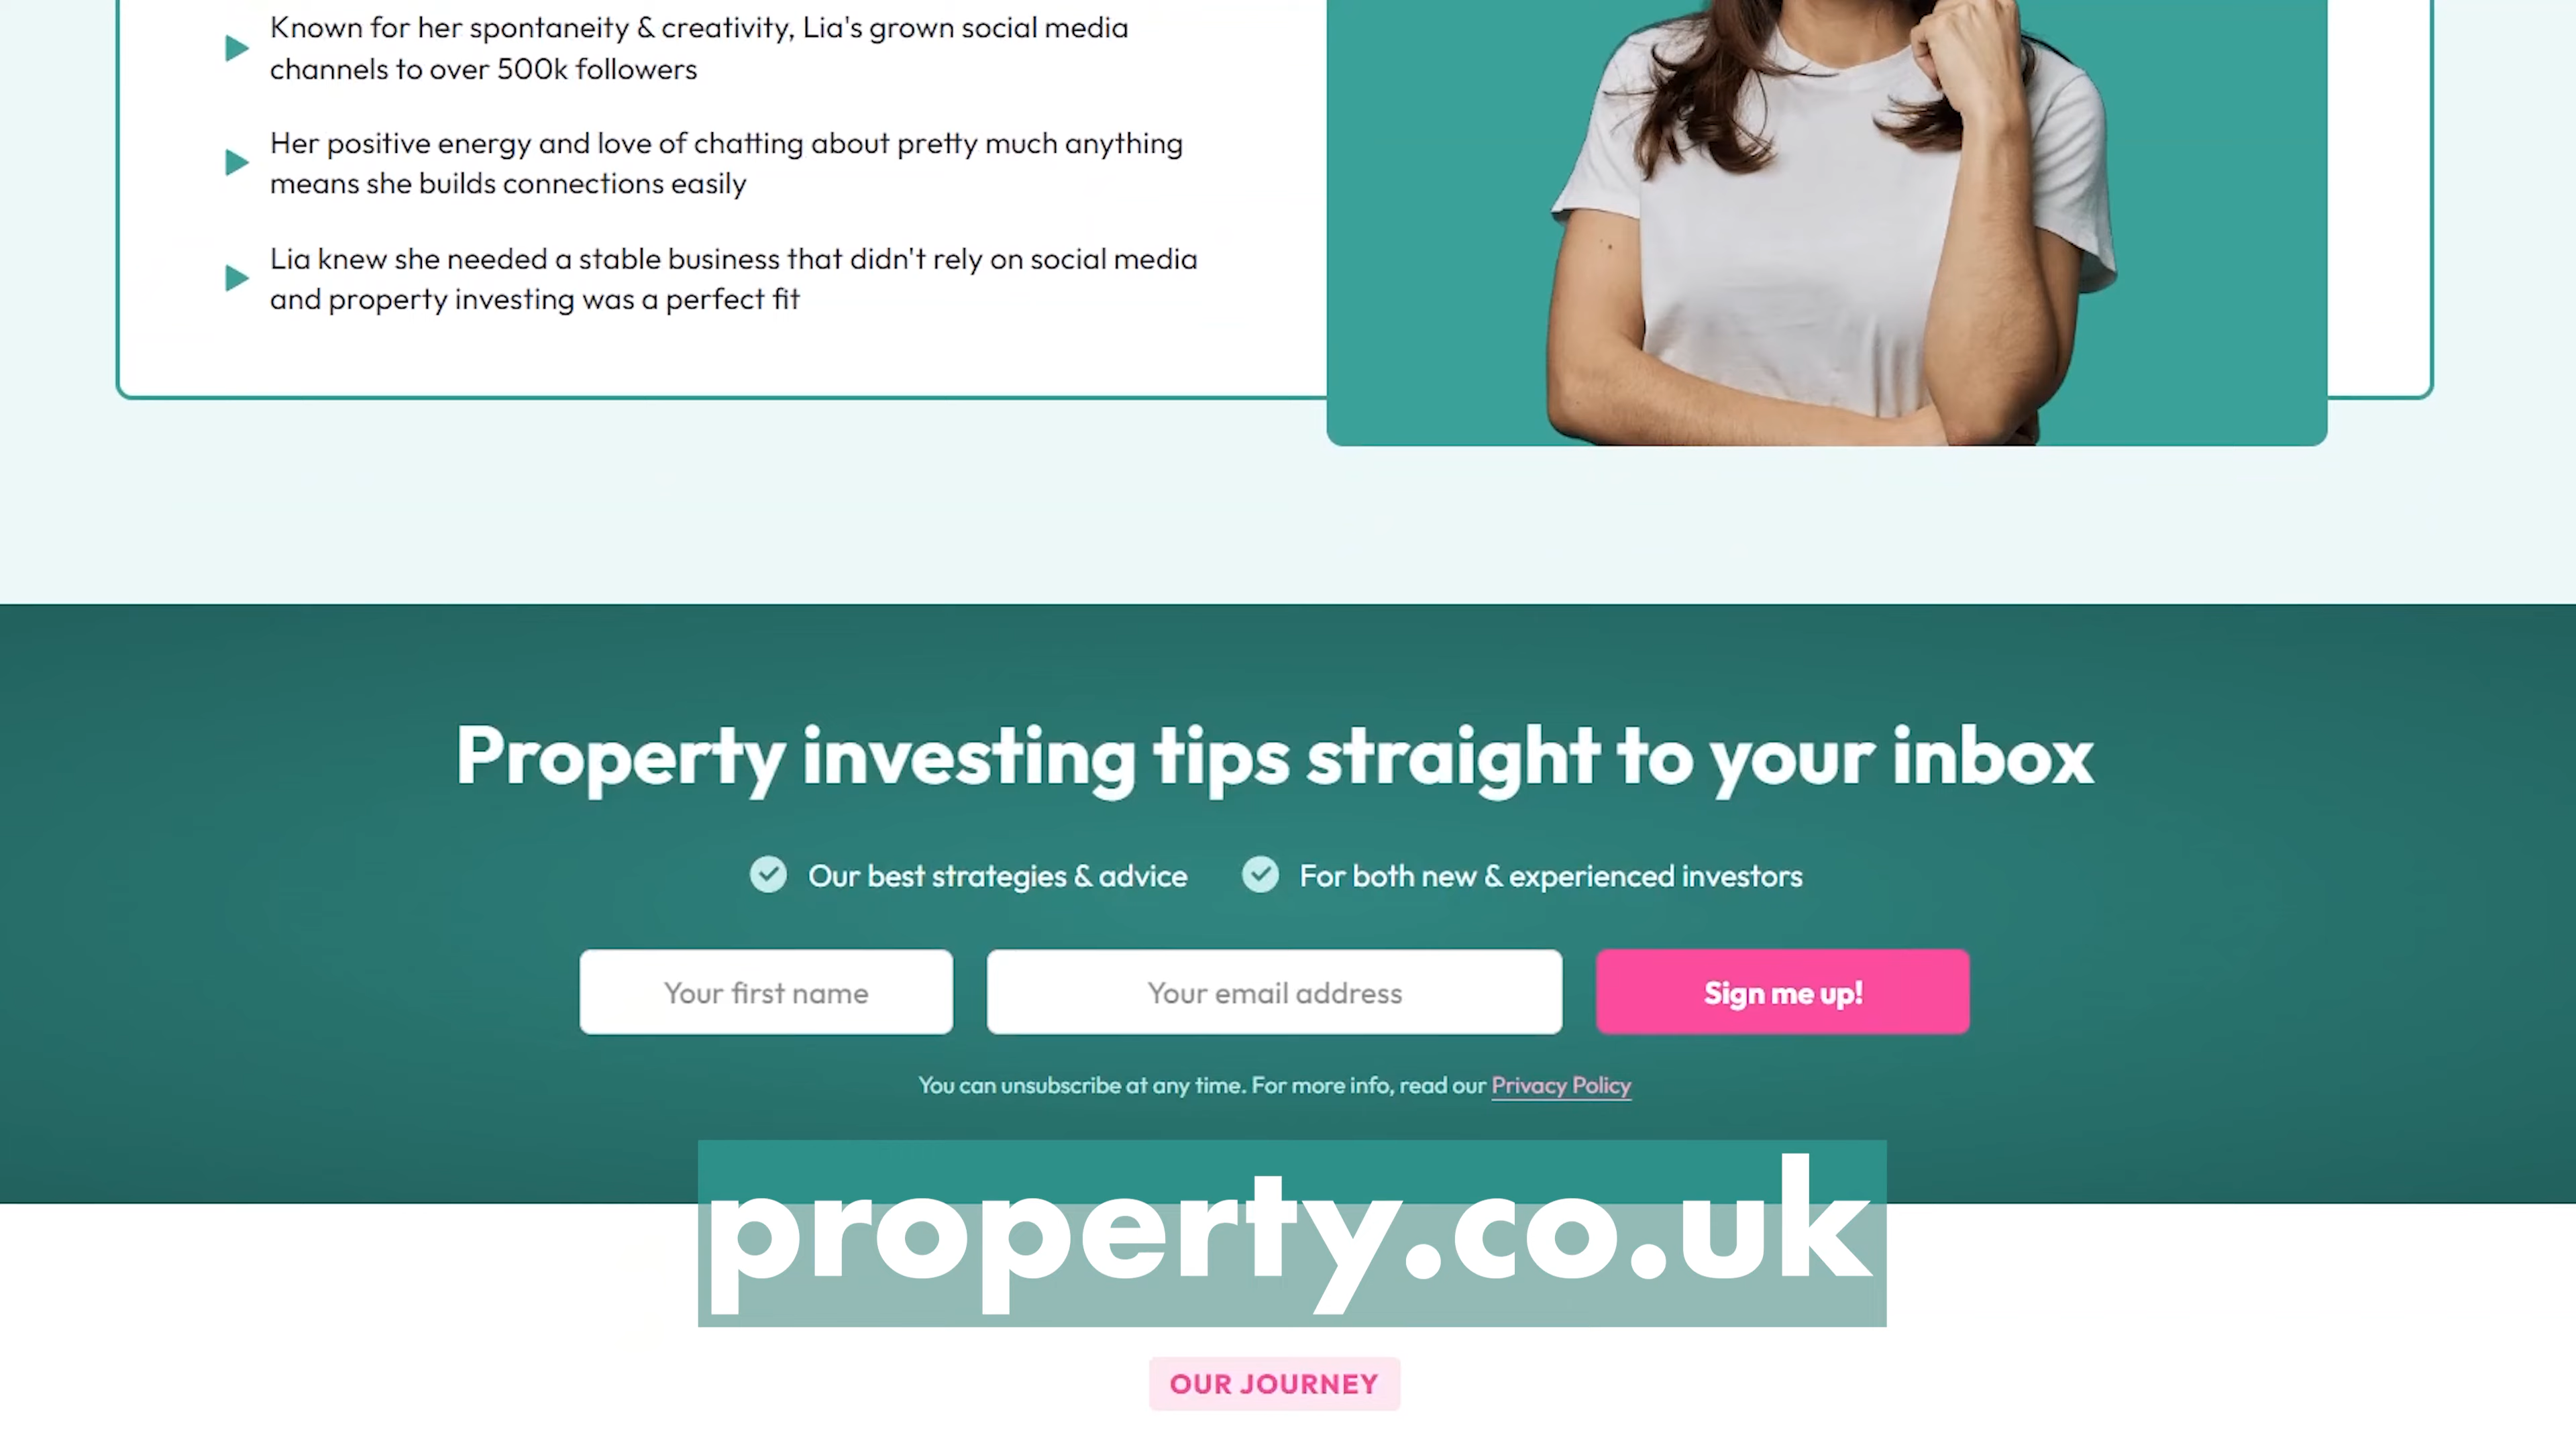 Known for her spontaneity & creativity, Lia's grown social media
channels to over 500k followers
Her positive energy and love of chatting about pretty much anything
means she builds connections easily
Lia knew she needed a stable business that didn't rely on social media
and property investing was a perfect fit
Property investing tips straight to your inbox
Our best strategies & advice
For both new & experienced investors
Your first name
Your email address
Sign me up!
You can unsubscribe at any time. For more info, read our Privacy Policy
property.co.uk
OUR JOURNEY